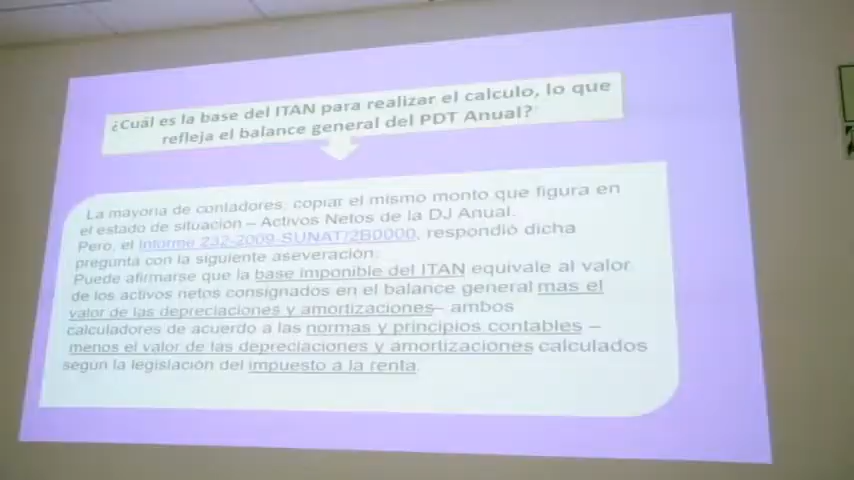 ¿Cuál es la base del ITAN para realizar el calculo, lo que
refleja el balance general del PDT Anual?
La mayoria de contadores, copiar el mismo monto que figura en
el estado de situación – Activos Netos de la DJ Anual.
Pero, el Informe 232-2009-SUNAT/2B0000, respondió dicha
pregunta con la siguiente aseveración:
Puede afirmarse que la base imponible del ITAN equivale al valor
de los activos netos consignados en el balance general mas el
valor de las depreciaciones y amortizaciones– ambos
calculadores de acuerdo a las normas y principios contables –
menos el valor de las depreciaciones y amortizaciones calculados
segun la legislación del impuesto a la renta.